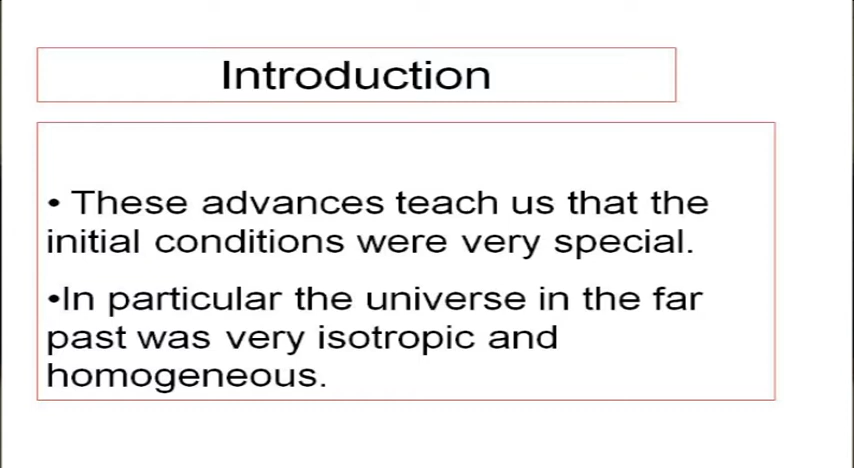 Introduction
• These advances teach us that the
initial conditions were very special.
•In particular the universe in the far
past was very isotropic and
homogeneous.